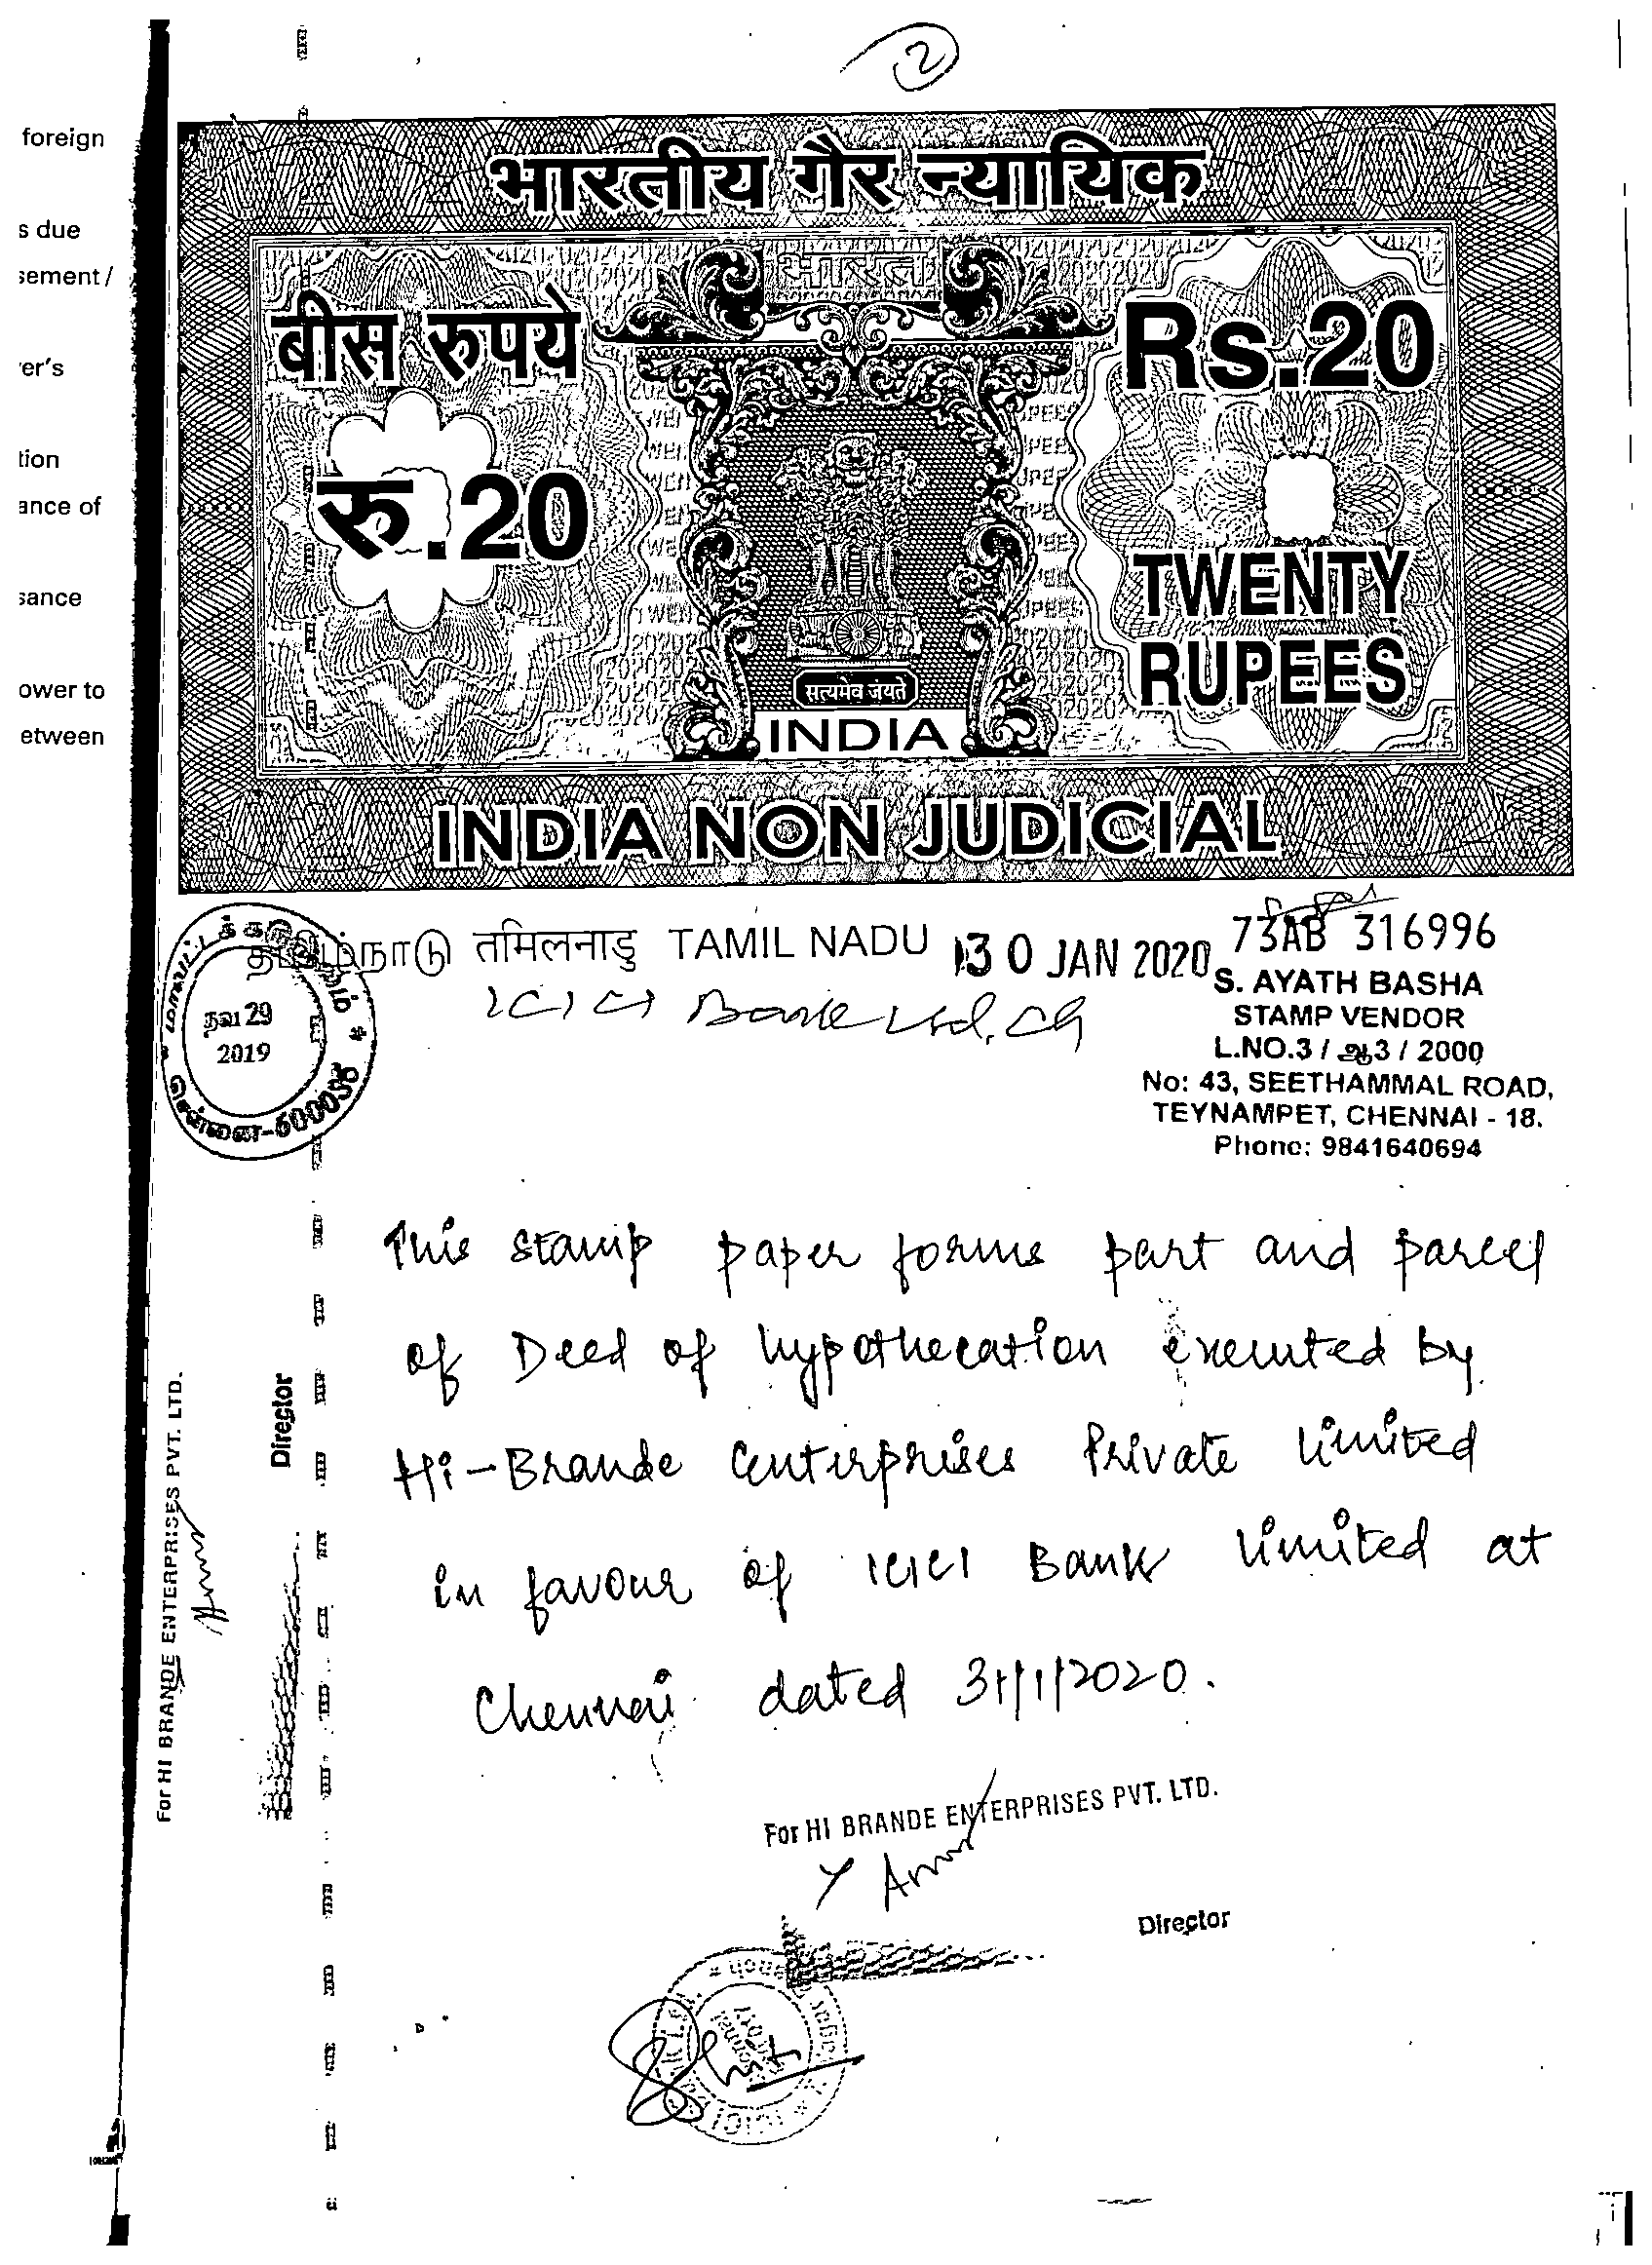 2
foreign
s due
sement /
er's
tion
ance of
sance
ower to
etween
भारतीय गैर न्यायिक
भारत
बीस रुपये
Rs.20
रु.20
TWENTY
RUPEES
सत्यमेव जयते
INDIA
INDIA NON JUDICIAL
தமிழ்நாடு तमिलनाडु TAMIL NADU
30 JAN 2020
73AB 316996
ICICI Bank Ltd, Ch
S. AYATH BASHA
STAMP VENDOR
L.NO.3 / ஆ3 / 2000
No: 43, SEETHAMMAL ROAD,
TEYNAMPET, CHENNAI - 18.
Phone: 9841640694
நவ 29
2019
சென்னை-600038
This stamp paper forms part and parcel
of Deed of hypothecation executed by
Hi-Brande Enterprises Private limited
in favour of ICICI Bank limited at
Chennai dated 31/1/2020.
For HI BRANDE ENTERPRISES PVT. LTD.
Director
For HI BRANDE ENTERPRISES PVT. LTD.
Director